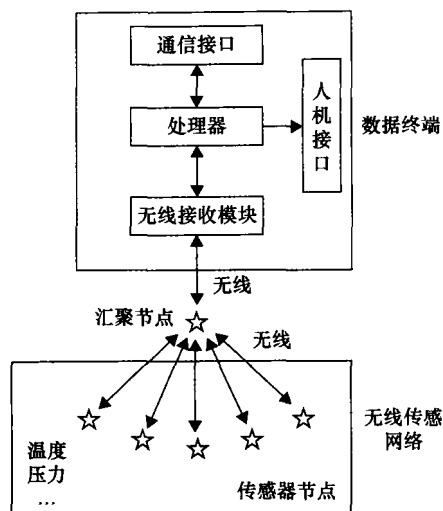 通信接口
处理器
人机接口
数据终端
无线接收模块
无线
汇聚节点
无线
无线传感
网络
温度
压力
…
传感器节点